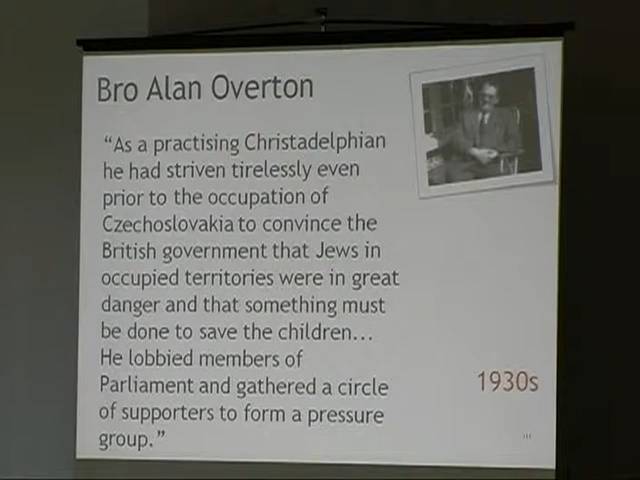 Bro Alan Overton
“As a practising Christadelphian
he had striven tirelessly even
prior to the occupation of
Czechoslovakia to convince the
British government that Jews in
occupied territories were in great
danger and that something must
be done to save the children...
He lobbied members of
Parliament and gathered a circle
of supporters to form a pressure
group.”
1930s